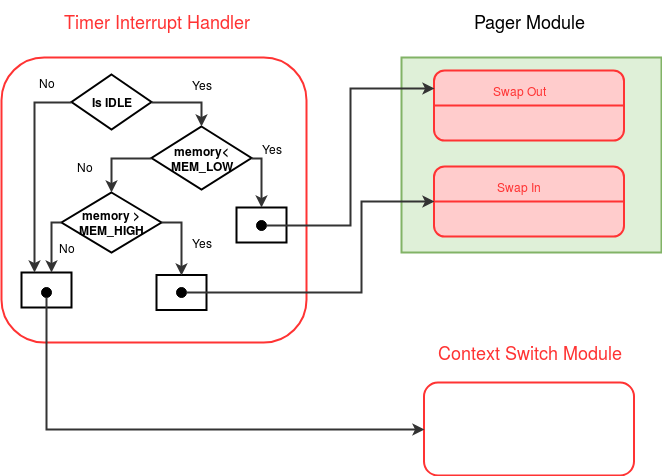 Timer Interrupt Handler
Pager Module
No
Yes
Is IDLE
Swap Out
memory<
MEM_LOW
Yes
No
Swap In
memory >
MEM_HIGH
No
Yes
Context Switch Module